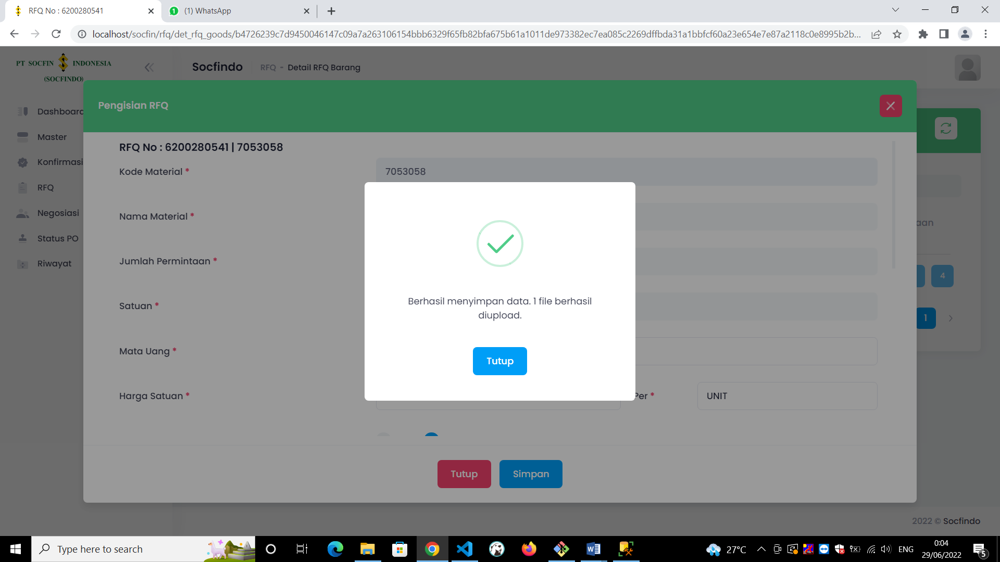 RFQ No : 6200280541
(1) WhatsApp
localhost/socfin/rfq/det_rfq_goods/b4726239c7d9450046147c09a7a263106154bbb6329f65fb82bfa675b61a1011de973382ec7ea085c2269dffbda31a1bbfcf60a23e654e7e87a2118c0e8995b2b...
PT SOCFIN INDONESIA
(SOCFINDO)
Socfindo RFQ - Detail RFQ Barang
Dashboard
Master
Konfirmasi
RFQ
Negosiasi
Status PO
Riwayat
Pengisian RFQ
RFQ No : 6200280541 | 7053058
Kode Material * 7053058
Nama Material *
Jumlah Permintaan *
Satuan *
Mata Uang *
Harga Satuan * Per * UNIT
Berhasil menyimpan data. 1 file berhasil
diupload.
Tutup
Tutup Simpan
4
1
2022 © Socfindo
Type here to search
27°C
ENG
0:04
29/06/2022
5